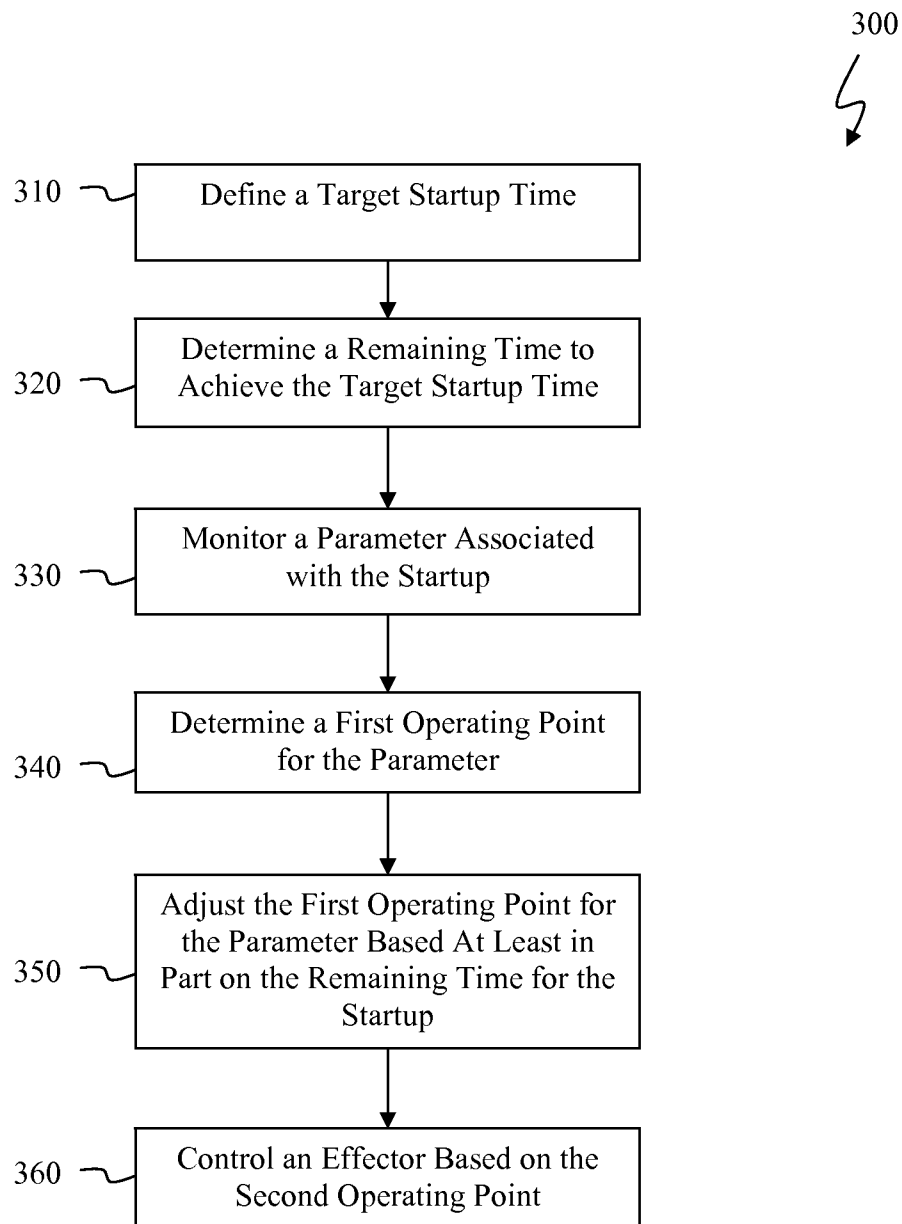 300
310
Define a Target Startup Time
320
Determine a Remaining Time to
Achieve the Target Startup Time
330
Monitor a Parameter Associated
with the Startup
340
Determine a First Operating Point
for the Parameter
350
Adjust the First Operating Point for
the Parameter Based At Least in
Part on the Remaining Time for the
Startup
360
Control an Effector Based on the
Second Operating Point